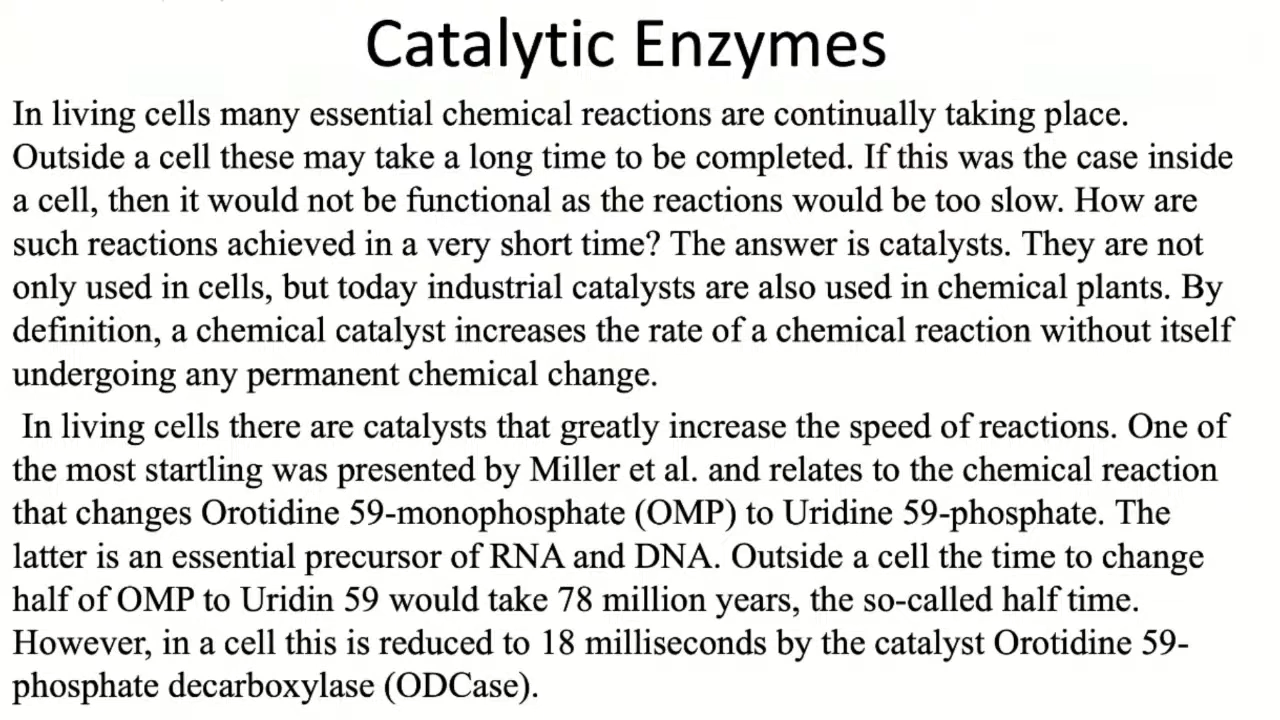 Catalytic Enzymes
In living cells many essential chemical reactions are continually taking place.
Outside a cell these may take a long time to be completed. If this was the case inside
a cell, then it would not be functional as the reactions would be too slow. How are
such reactions achieved in a very short time? The answer is catalysts. They are not
only used in cells, but today industrial catalysts are also used in chemical plants. By
definition, a chemical catalyst increases the rate of a chemical reaction without itself
undergoing any permanent chemical change.
In living cells there are catalysts that greatly increase the speed of reactions. One of
the most startling was presented by Miller et al. and relates to the chemical reaction
that changes Orotidine 59-monophosphate (OMP) to Uridine 59-phosphate. The
latter is an essential precursor of RNA and DNA. Outside a cell the time to change
half of OMP to Uridin 59 would take 78 million years, the so-called half time.
However, in a cell this is reduced to 18 milliseconds by the catalyst Orotidine 59-
phosphate decarboxylase (ODCase).